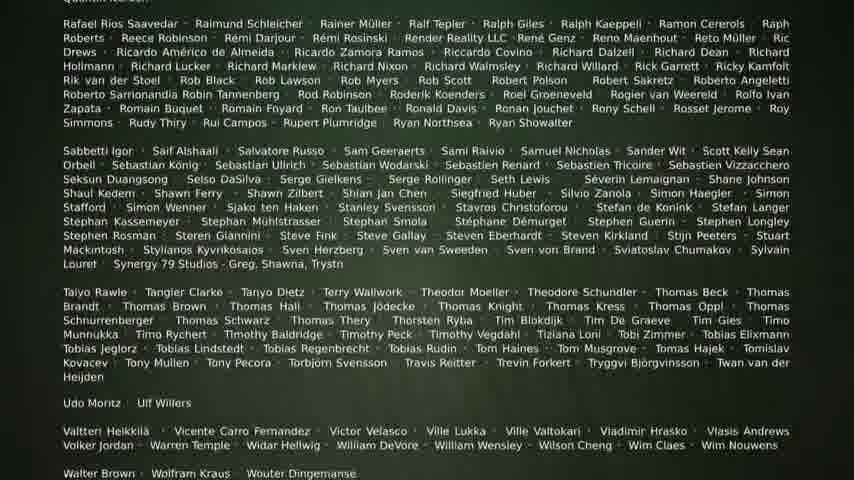 Rafael Rios Saavedar · Raimund Schleicher · Rainer Müller · Ralf Tepler · Ralph Giles · Ralph Kaeppeli · Ramon Cererols · Raph
Roberts · Reece Robinson · Rémi Darjour · Rémi Rosinski · Render Reality LLC · René Genz · Reno Maenhout · Reto Müller · Ric
Drews · Ricardo Américo de Almeida · Ricardo Zamora Ramos · Riccardo Covino · Richard Dalzell · Richard Dean · Richard
Hollmann · Richard Lucker · Richard Marklew · Richard Nixon · Richard Walmsley · Richard Willard · Rick Garrett · Ricky Kamfolt
Rik van der Stoel · Rob Black · Rob Lawson · Rob Myers · Rob Scott · Robert Polson · Robert Sakretz · Roberto Angeletti
Roberto Sarrionandia Robin Tannenberg · Rod Robinson · Roderik Koenders · Roel Groeneveld · Rogier van Weereld · Rolfo Ivan
Zapata · Romain Buquet · Romain Foyard · Ron Taulbee · Ronald Davis · Ronan Jouchet · Rony Schell · Rosset Jerome · Roy
Simmons · Rudy Thiry · Rui Campos · Rupert Plumridge · Ryan Northsea · Ryan Showalter
Sabbetti Igor · Saif Alshaali · Salvatore Russo · Sam Geeraerts · Sami Raivio · Samuel Nicholas · Sander Wit · Scott Kelly Sean
Orbell · Sebastian König · Sebastian Ullrich · Sebastian Wodarski · Sebastien Renard · Sebastien Tricoire · Sebastien Vizzacchero
Seksun Duangsong · Selso DaSilva · Serge Gielkens · Serge Rollinger · Seth Lewis · Séverin Lemaignan · Shane Johnson
Shaul Kedem · Shawn Ferry · Shawn Zilbert · Shian Jan Chen · Siegfried Huber · Silvio Zanola · Simon Haegler · Simon
Stafford · Simon Wenner · Sjako ten Haken · Stanley Svensson · Stavros Christoforou · Stefan de Konink · Stefan Langer
Stephan Kassemeyer · Stephan Mühlstrasser · Stephan Smola · Stéphane Démurget · Stephen Guerin · Stephen Longley
Stephen Rosman · Steren Giannini · Steve Fink · Steve Gallay · Steven Eberhardt · Steven Kirkland · Stijn Peeters · Stuart
Mackintosh · Stylianos Kyvrikosaios · Sven Herzberg · Sven van Sweeden · Sven von Brand · Sviatoslav Chumakov · Sylvain
Louret · Synergy 79 Studios - Greg, Shawna, Trystn
Taiyo Rawle · Tangier Clarke · Tanyo Dietz · Terry Wallwork · Theodor Moeller · Theodore Schundler · Thomas Beck · Thomas
Brandt · Thomas Brown · Thomas Hall · Thomas Jödecke · Thomas Knight · Thomas Kress · Thomas Oppl · Thomas
Schnurrenberger · Thomas Schwarz · Thomas Thery · Thorsten Ryba · Tim Blokdijk · Tim De Graeve · Tim Gies · Timo
Munnukka · Timo Rychert · Timothy Baldridge · Timothy Peck · Timothy Vegdahl · Tiziana Loni · Tobi Zimmer · Tobias Elixmann
Tobias Jeglorz · Tobias Lindstedt · Tobias Regenbrecht · Tobias Rudin · Tom Haines · Tom Musgrove · Tomas Hajek · Tomislav
Kovacev · Tony Mullen · Tony Pecora · Torbjörn Svensson · Travis Reitter · Trevin Forkert · Tryggvi Björgvinsson · Twan van der
Heijden
Udo Moritz · Ulf Willers
Valtteri Heikkilä · Vicente Carro Fernandez · Victor Velasco · Ville Lukka · Ville Valtokari · Vladimir Hrasko · Vlasis Andrews
Volker Jordan · Warren Temple · Widar Hellwig · William DeVore · William Wensley · Wilson Cheng · Wim Claes · Wim Nouwens
Walter Brown · Wolfram Kraus · Wouter Dingemanse